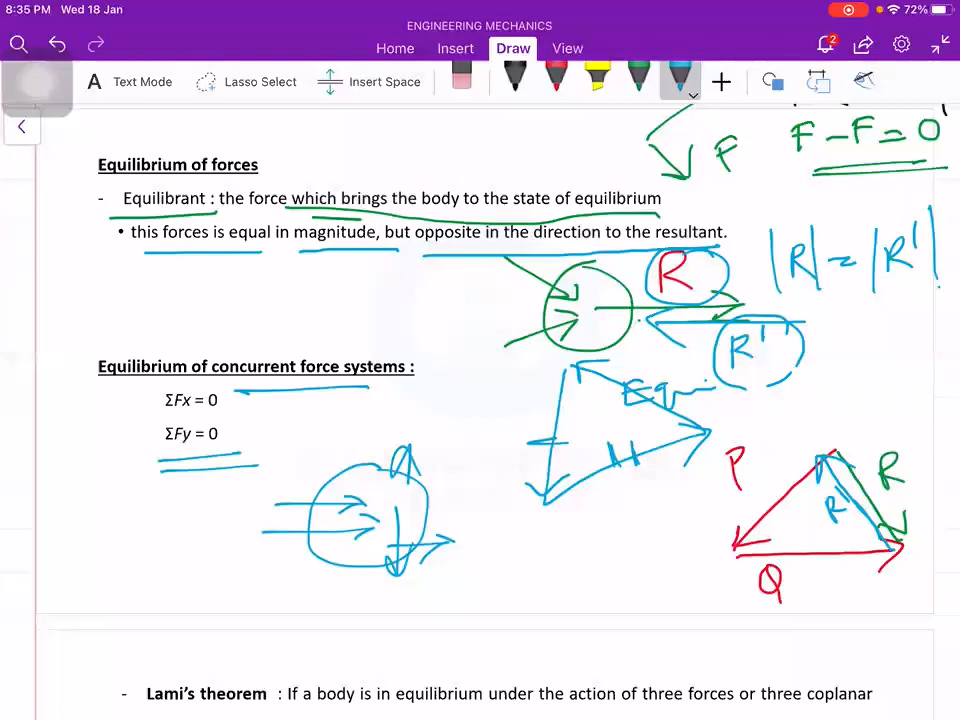 8:35 PM Wed 18 Jan
72%
ENGINEERING MECHANICS
Home Insert Draw View
2
A Text Mode Lasso Select Insert Space
F
F - F = 0
Equilibrium of forces
- Equilibrant : the force which brings the body to the state of equilibrium
• this forces is equal in magnitude, but opposite in the direction to the resultant.
R
|R| = |R'|
R'
Equilibrium of concurrent force systems :
Equi
ΣFx = 0
ΣFy = 0
P
R
R'
Q
- Lami's theorem : If a body is in equilibrium under the action of three forces or three coplanar